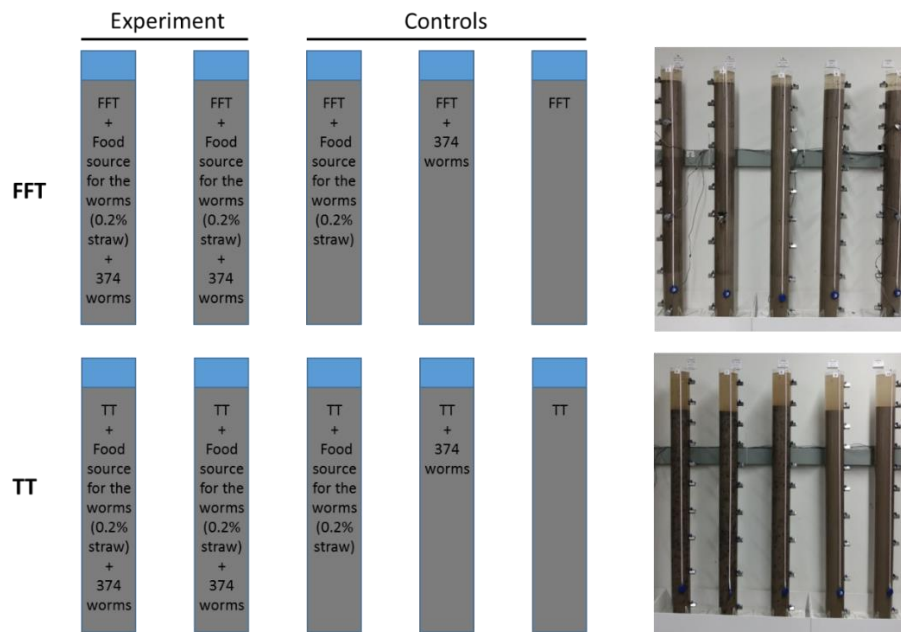 Experiment
Controls
FFT
FFT
+
Food
source
for the
worms
(0.2%
straw)
+
374
worms
FFT
+
Food
source
for the
worms
(0.2%
straw)
+
374
worms
FFT
+
Food
source
for the
worms
(0.2%
straw)
FFT
+
374
worms
FFT
TT
TT
+
Food
source
for the
worms
(0.2%
straw)
+
374
worms
TT
+
Food
source
for the
worms
(0.2%
straw)
+
374
worms
TT
+
Food
source
for the
worms
(0.2%
straw)
TT
+
374
worms
TT